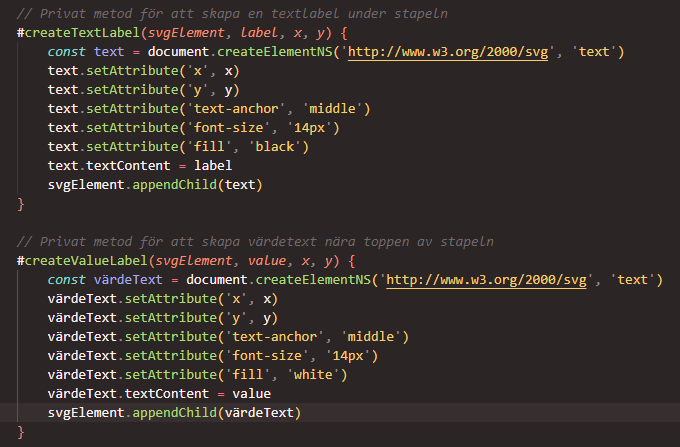 // Privat metod för att skapa en textlabel under stapeln
#createTextLabel(svgElement, label, x, y) {
const text = document.createElementNS('http://www.w3.org/2000/svg', 'text')
text.setAttribute('x', x)
text.setAttribute('y', y)
text.setAttribute('text-anchor', 'middle')
text.setAttribute('font-size', '14px')
text.setAttribute('fill', 'black')
text.textContent = label
svgElement.appendChild(text)
}
// Privat metod för att skapa värdetext nära toppen av stapeln
#createValueLabel(svgElement, value, x, y) {
const värdeText = document.createElementNS('http://www.w3.org/2000/svg', 'text')
värdeText.setAttribute('x', x)
värdeText.setAttribute('y', y)
värdeText.setAttribute('text-anchor', 'middle')
värdeText.setAttribute('font-size', '14px')
värdeText.setAttribute('fill', 'white')
värdeText.textContent = value
svgElement.appendChild(värdeText)
}